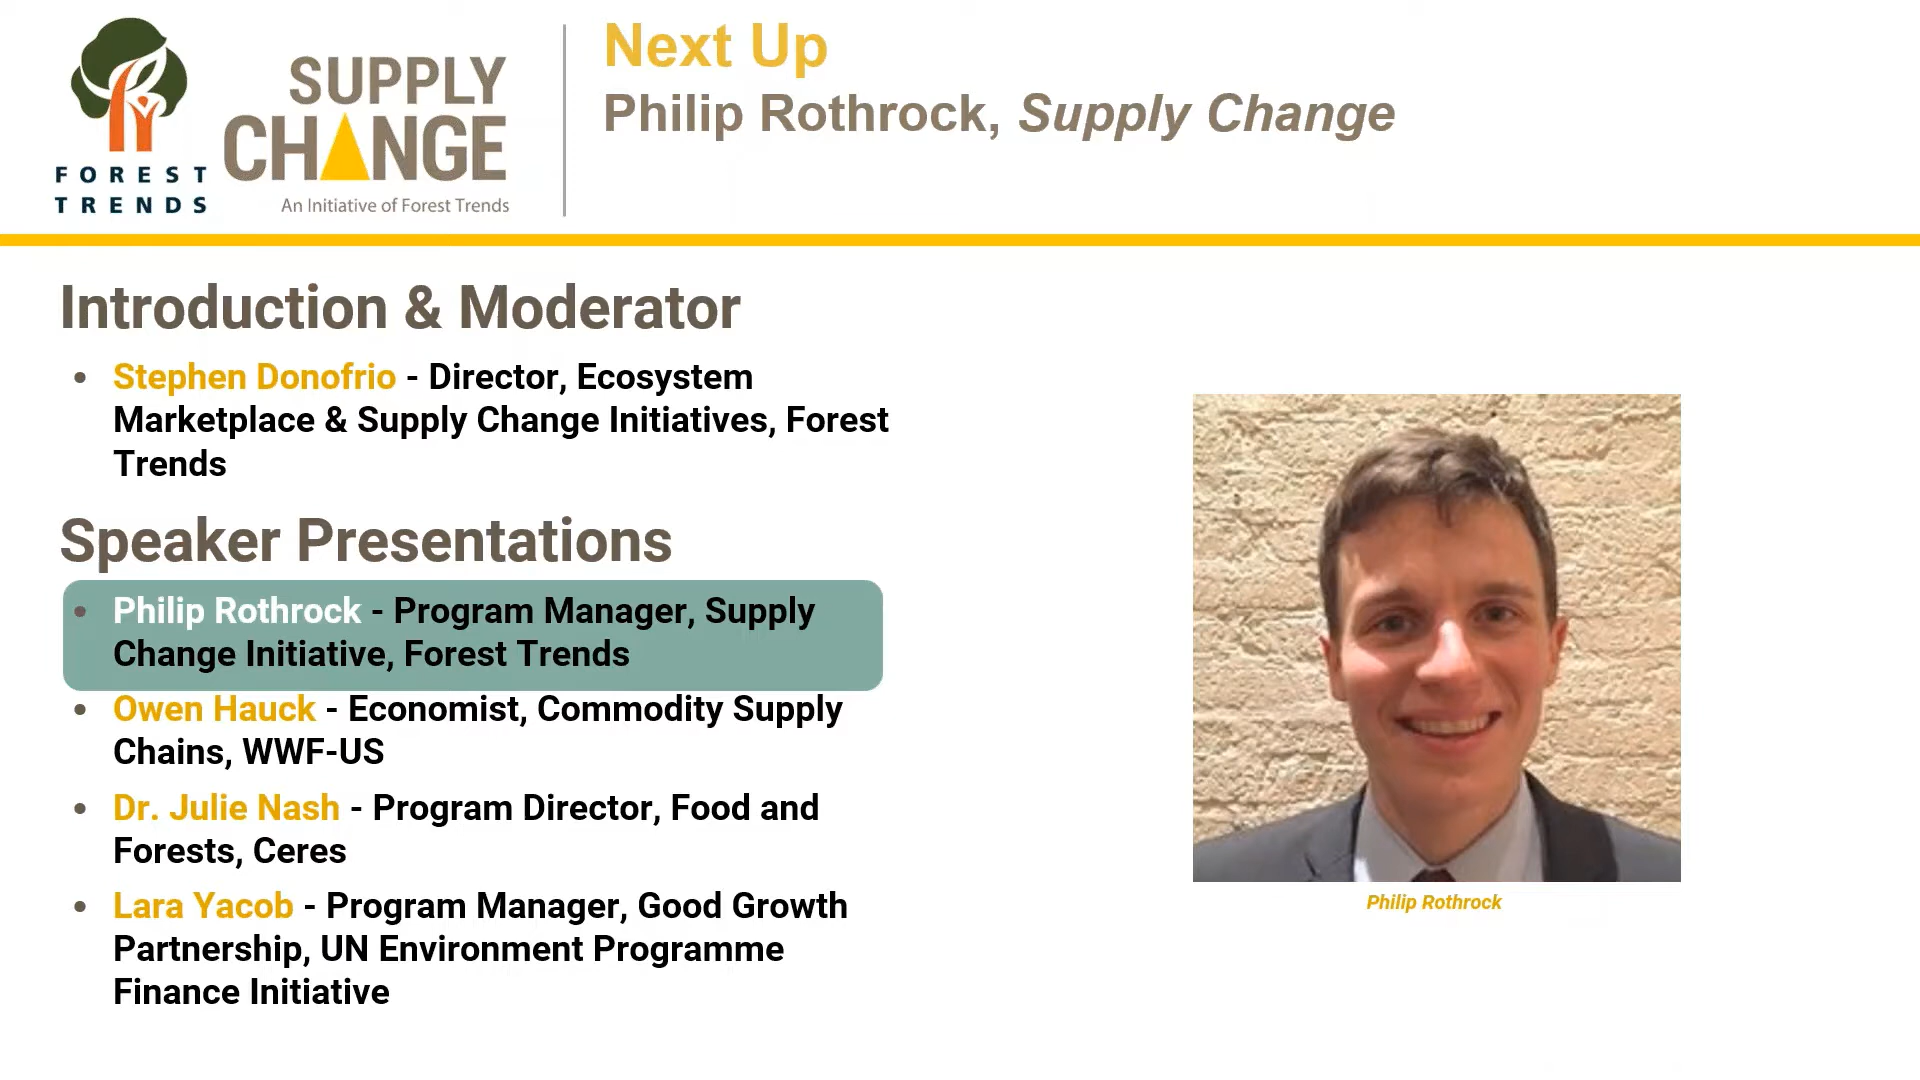 FOREST
TRENDS
SUPPLY
CHANGE
An Initiative of Forest Trends
Next Up
Philip Rothrock, Supply Change
Introduction & Moderator
• Stephen Donofrio - Director, Ecosystem
Marketplace & Supply Change Initiatives, Forest
Trends
Speaker Presentations
• Philip Rothrock - Program Manager, Supply
Change Initiative, Forest Trends
• Owen Hauck - Economist, Commodity Supply
Chains, WWF-US
• Dr. Julie Nash - Program Director, Food and
Forests, Ceres
• Lara Yacob - Program Manager, Good Growth
Partnership, UN Environment Programme
Finance Initiative
Philip Rothrock